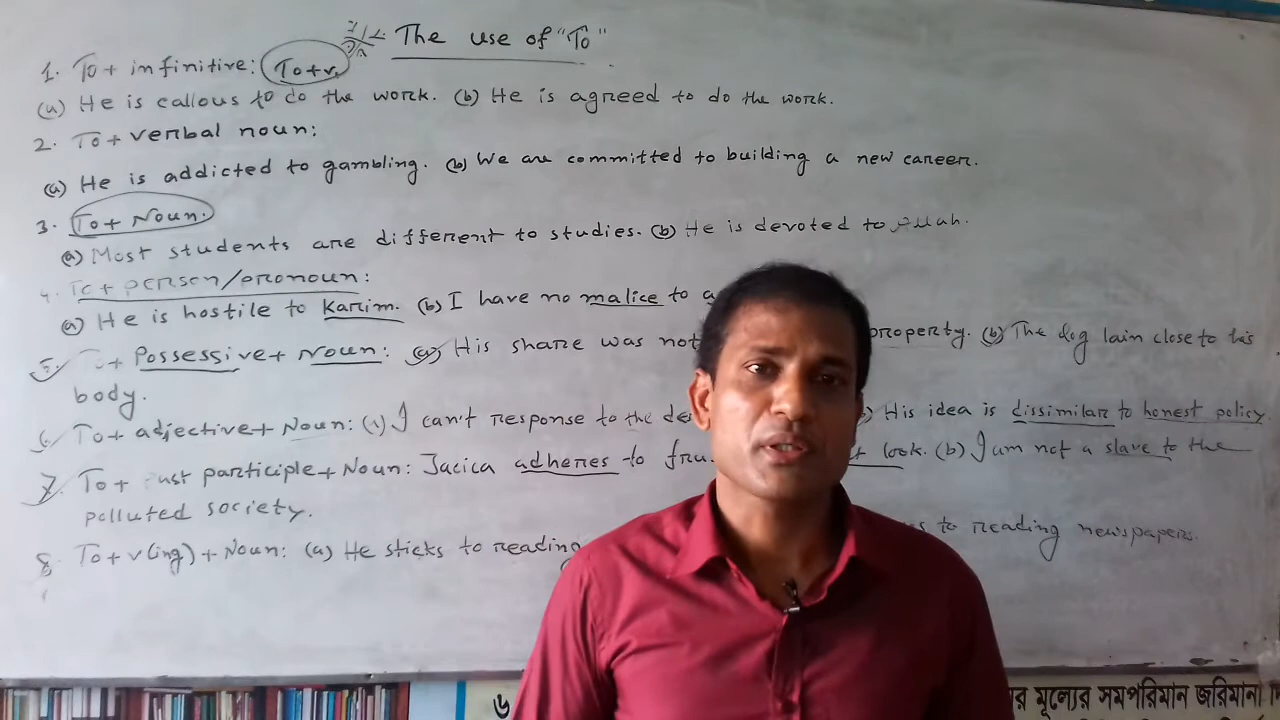 The use of "To"
1. To + infinitive: (To+v)
(a) He is callous to do the work. (b) He is agreed to do the work.
2. To + verbal noun:
(a) He is addicted to gambling. (b) We are committed to building a new career.
3. To + Noun.
(a) Most students are different to studies. (b) He is devoted to
4. To + person/pronoun:
(a) He is hostile to Karim. (b) I have no malice to
5. To + Possessive + Noun: (a) His share was not property. (b) The dog lain close to his
body.
6. To + adjective + Noun: (a) I can't response to the His idea is dissimilar to honest policy.
7. To + participle + Noun: Jacica adheres to look. (b) I am not a slave to the
polluted society.
8. To + v(ing) + Noun: (a) He sticks to reading to reading newspapers.
৬
মূল্যের সমপরিমান জরিমানা